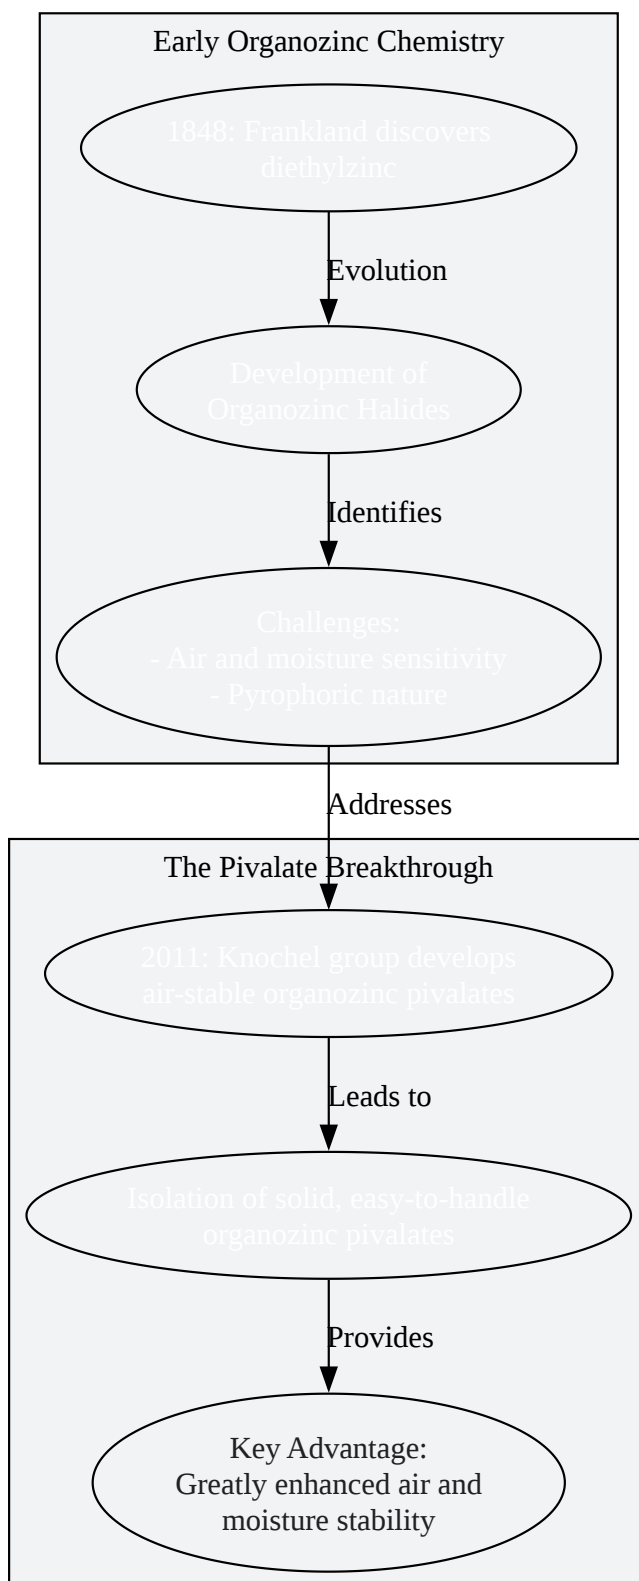 Early Organozinc Chemistry
1848: Frankland discovers
diethylzinc
Evolution
Development of
Organozinc Halides
Identifies
Challenges:
- Air and moisture sensitivity
- Pyrophoric nature
Addresses
The Pivalate Breakthrough
2011: Knochel group develops
air-stable organozinc pivalates
Leads to
Isolation of solid, easy-to-handle
organozinc pivalates
Provides
Key Advantage:
Greatly enhanced air and
moisture stability